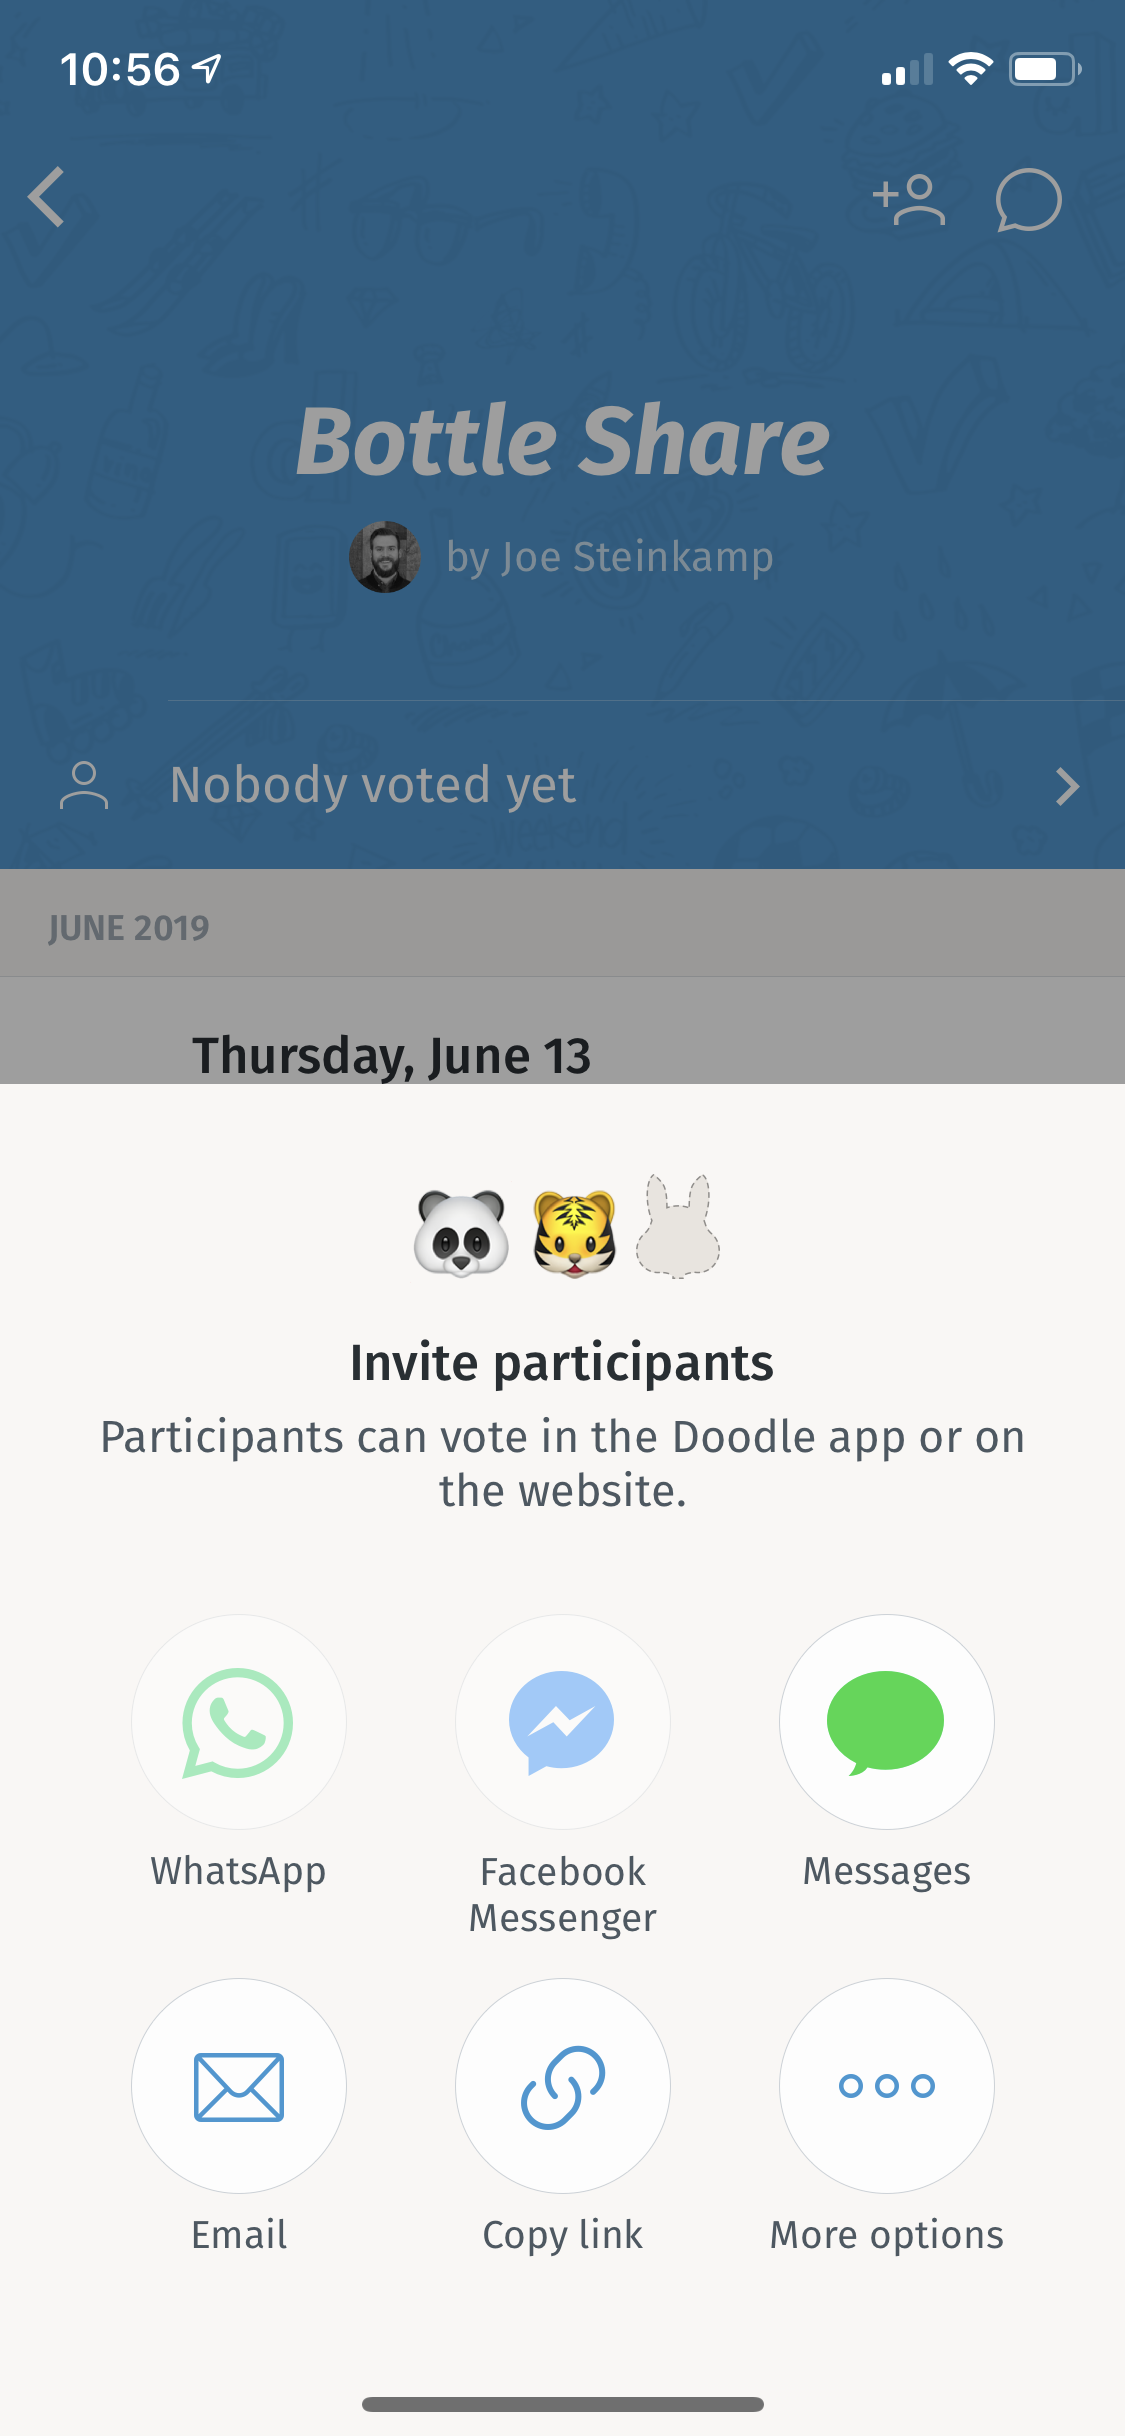 10:56
Bottle Share
by Joe Steinkamp
Nobody voted yet
JUNE 2019
Thursday, June 13
Invite participants
Participants can vote in the Doodle app or on
the website.
WhatsApp
Facebook
Messenger
Messages
Email
Copy link
More options